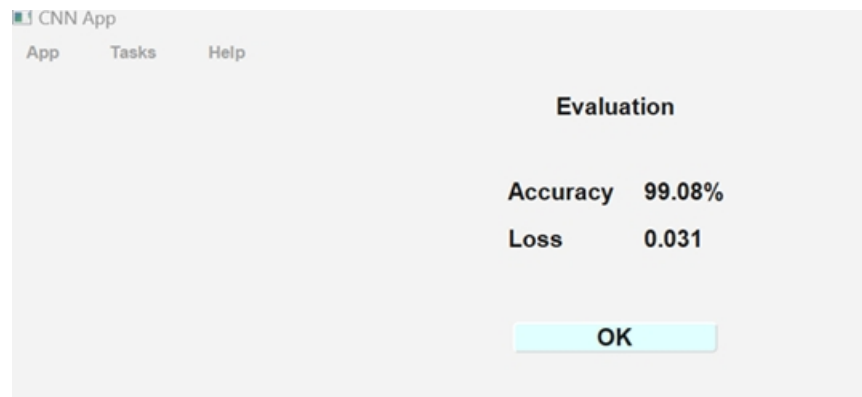 CNN App
App Tasks Help
Evaluation
Accuracy 99.08%
Loss 0.031
OK